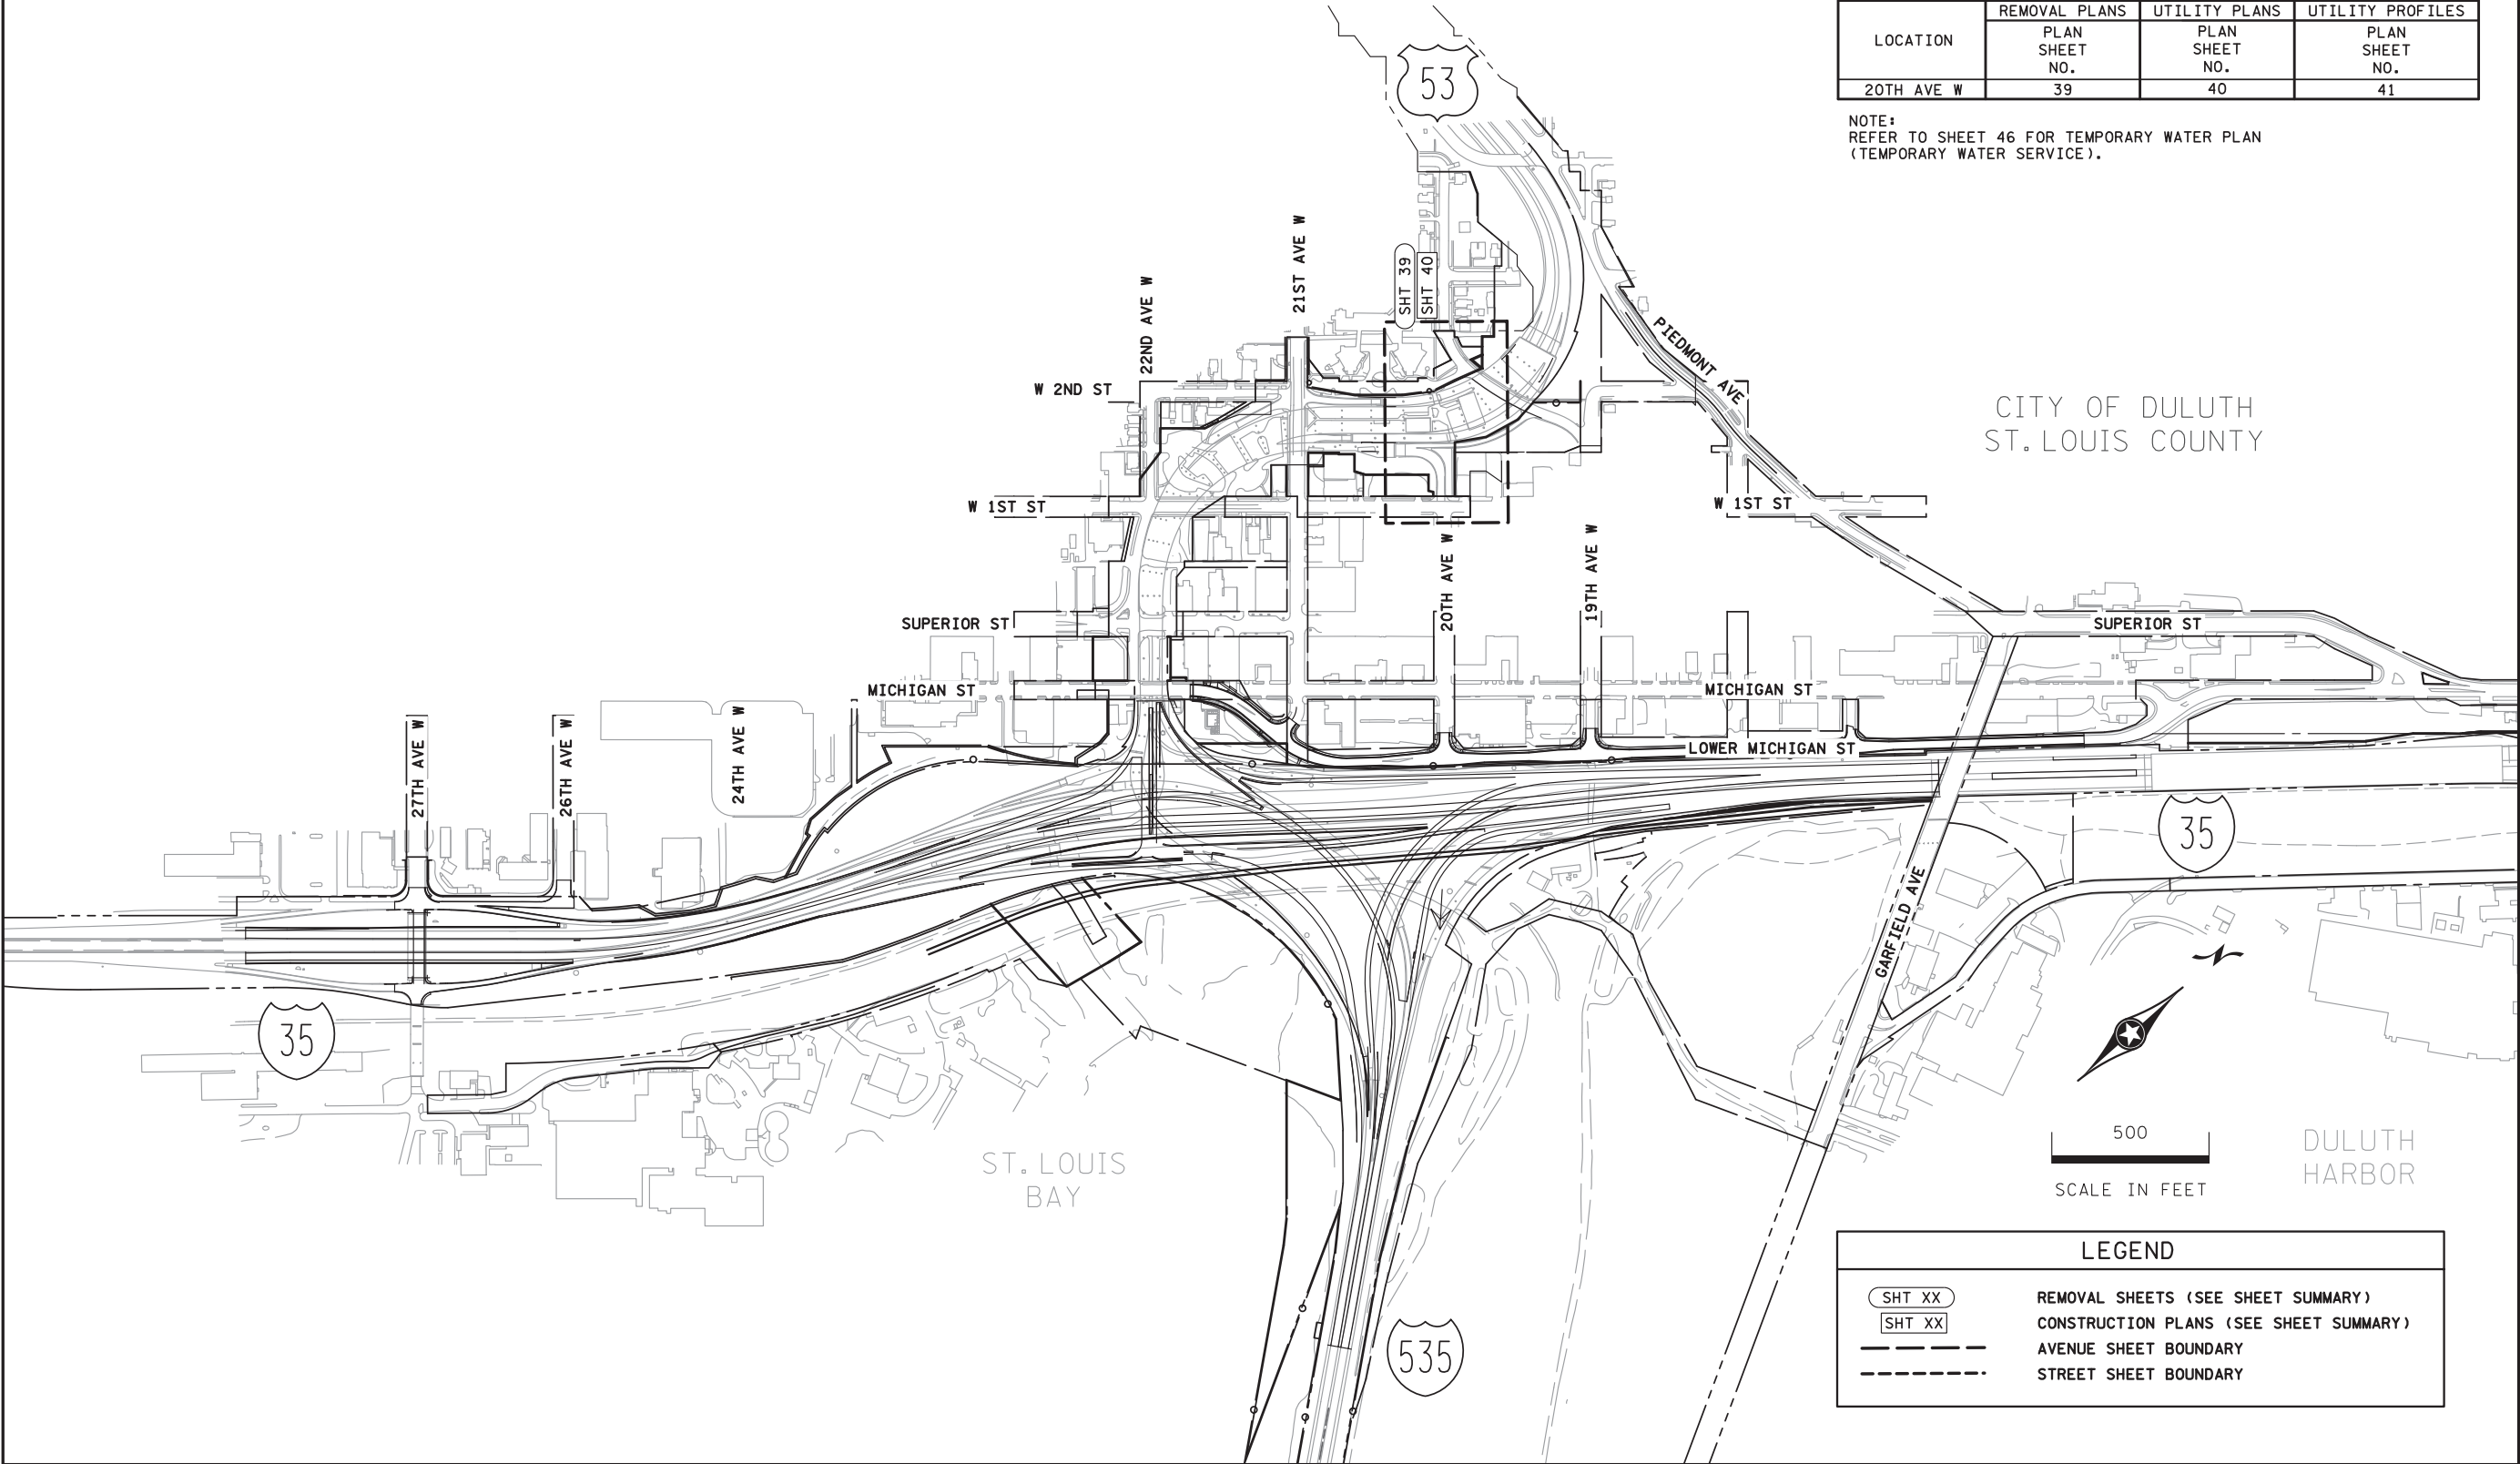 REMOVAL PLANS UTILITY PLANS UTILITY PROFILES
LOCATION
PLAN SHEET NO.
PLAN SHEET NO.
PLAN SHEET NO.
20TH AVE W 39 40 41
NOTE:
REFER TO SHEET 46 FOR TEMPORARY WATER PLAN
(TEMPORARY WATER SERVICE).
53
SHT 39
SHT 40
21ST AVE W
22ND AVE W
W 2ND ST
PIEDMONT AVE
CITY OF DULUTH
ST. LOUIS COUNTY
W 1ST ST
W 1ST ST
20TH AVE W
19TH AVE W
SUPERIOR ST
SUPERIOR ST
MICHIGAN ST
MICHIGAN ST
LOWER MICHIGAN ST
27TH AVE W
26TH AVE W
24TH AVE W
35
35
GARFIELD AVE
N
ST. LOUIS
BAY
500
SCALE IN FEET
DULUTH
HARBOR
535
LEGEND
SHT XX REMOVAL SHEETS (SEE SHEET SUMMARY)
SHT XX CONSTRUCTION PLANS (SEE SHEET SUMMARY)
AVENUE SHEET BOUNDARY
STREET SHEET BOUNDARY